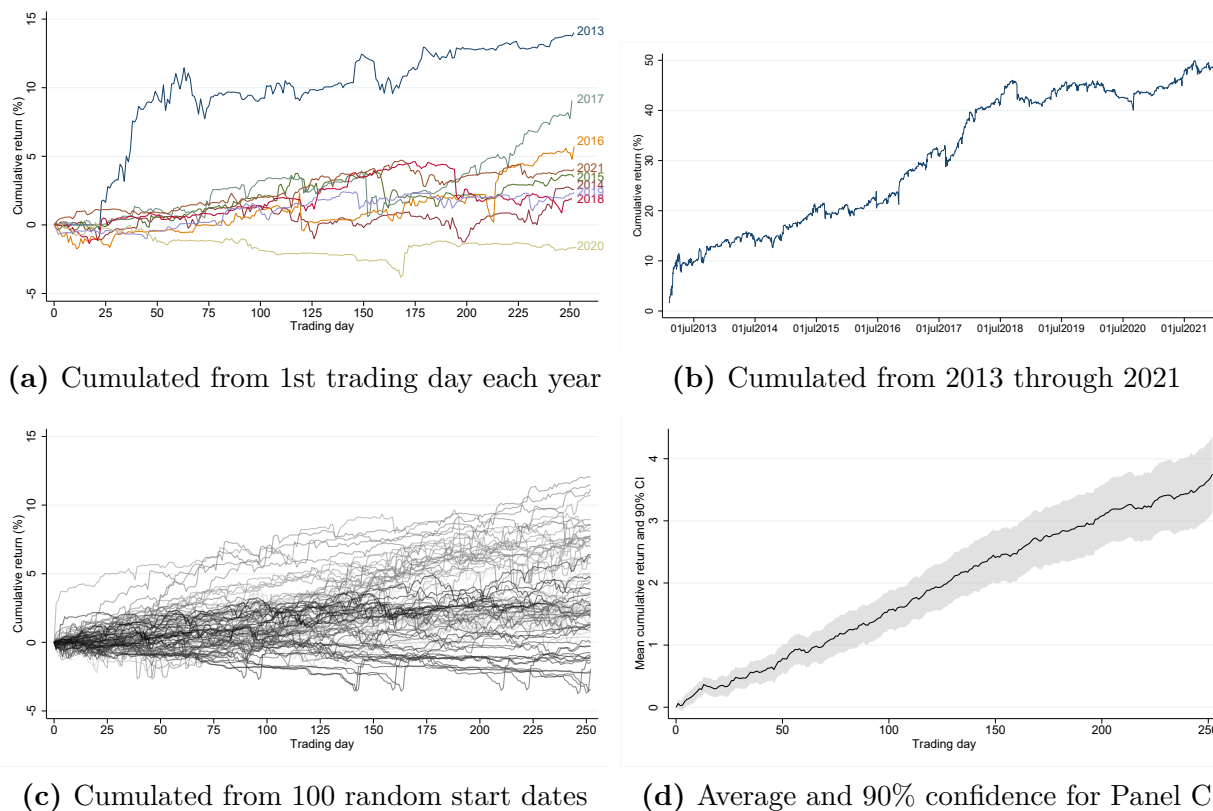 Cumulative return (%)
15
10
5
0
-5
2013
2017
2016
2021
2015
2014
2019
2018
2020
0 25 50 75 100 125 150 175 200 225 250
Trading day
(a) Cumulated from 1st trading day each year
Cumulative return (%)
50
40
30
20
10
0
01jul2013 01jul2014 01jul2015 01jul2016 01jul2017 01jul2018 01jul2019 01jul2020 01jul2021
(b) Cumulated from 2013 through 2021
Cumulative return (%)
15
10
5
0
-5
0 25 50 75 100 125 150 175 200 225 250
Trading day
(c) Cumulated from 100 random start dates
Mean cumulative return and 90% CI
4
3
2
1
0
0 50 100 150 200 250
Trading day
(d) Average and 90% confidence for Panel C